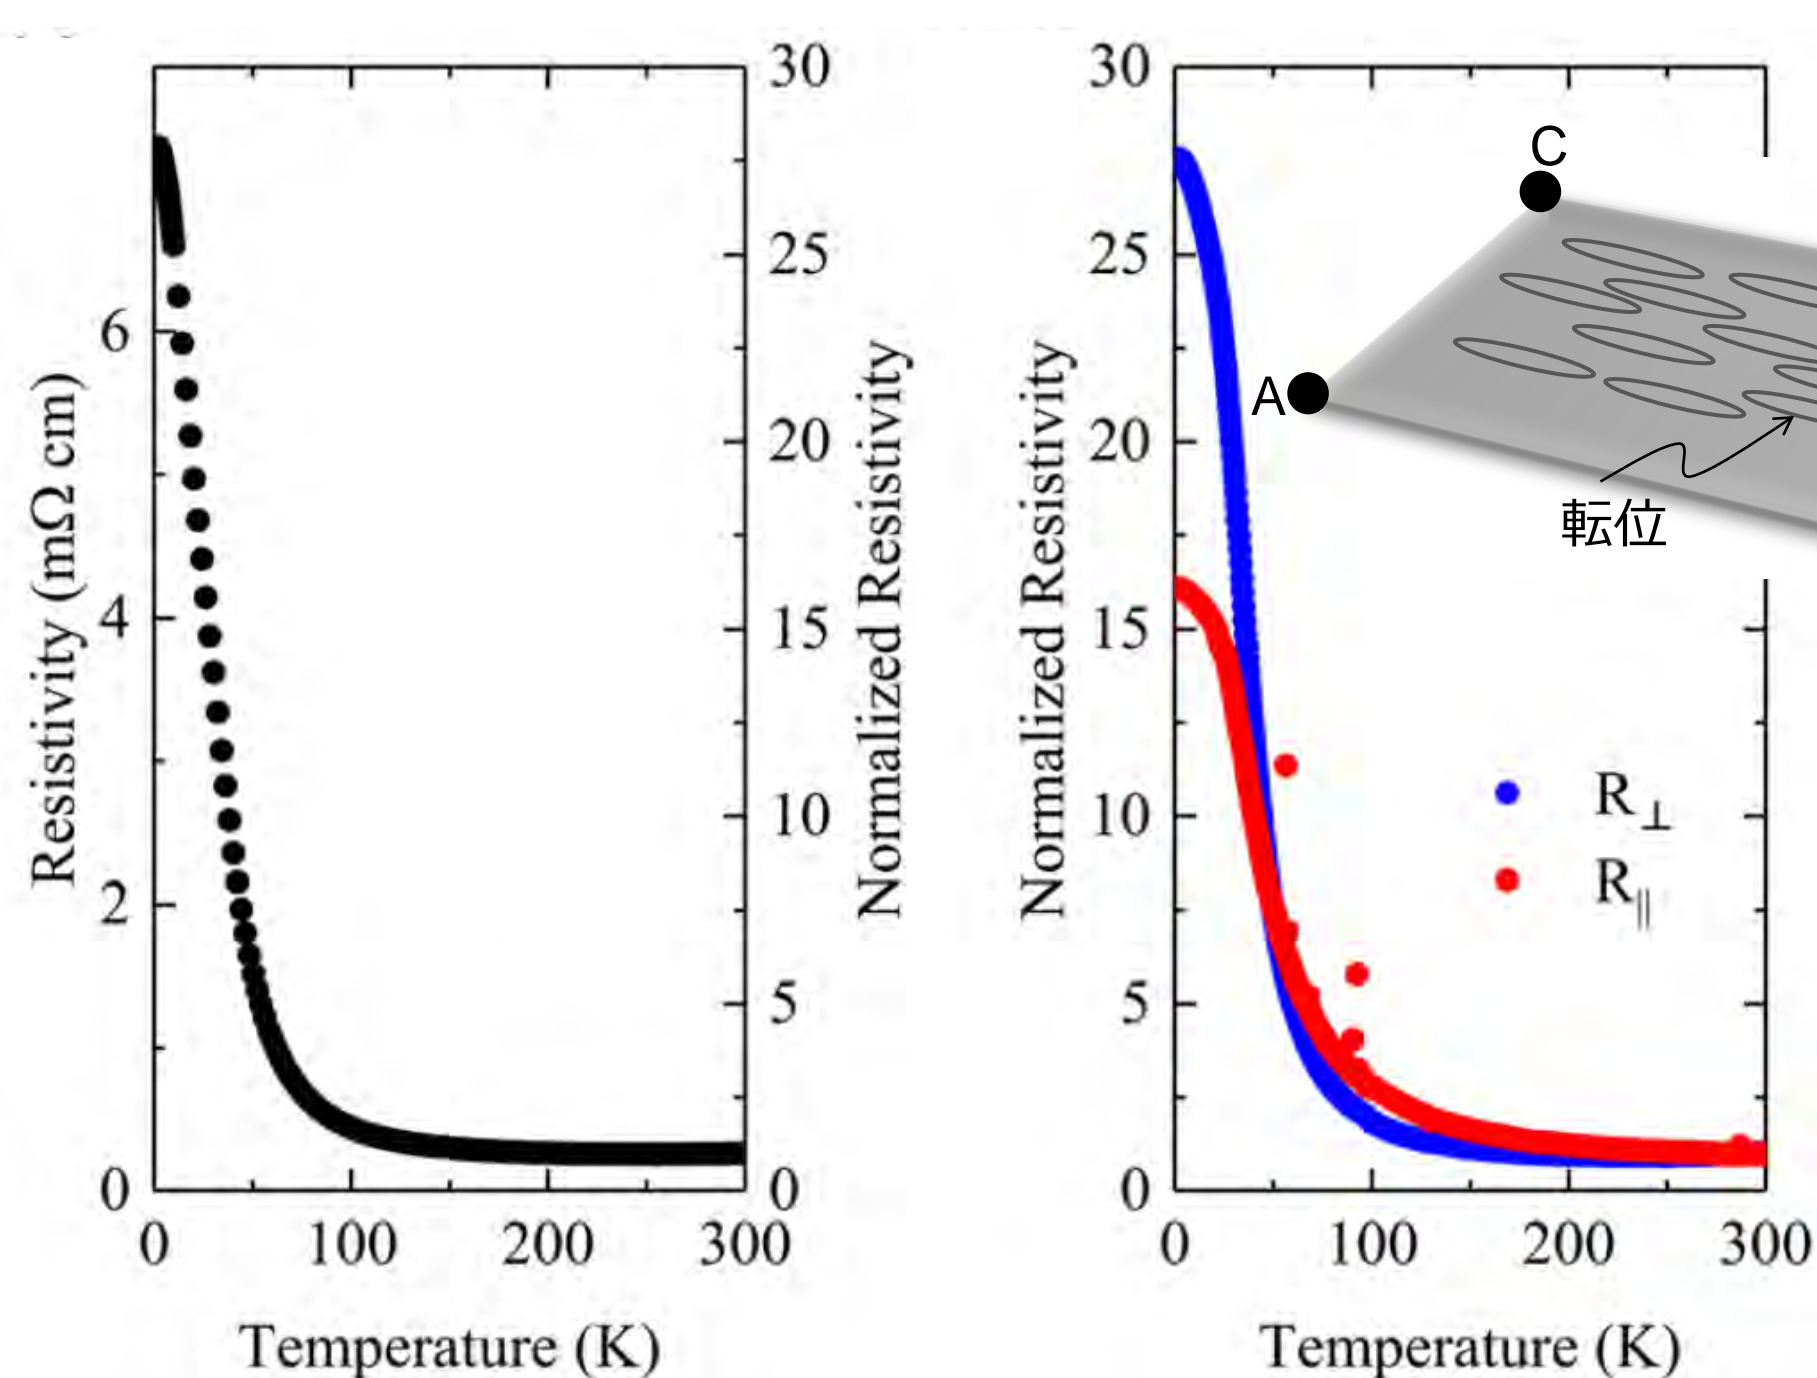 30
25
20
15
10
5
0
6
4
2
0
Resistivity (mΩ cm)
Normalized Resistivity
0 100 200 300
Temperature (K)
30
25
20
15
10
5
0
Normalized Resistivity
C
A
転位
R⊥
R||
0 100 200 300
Temperature (K)